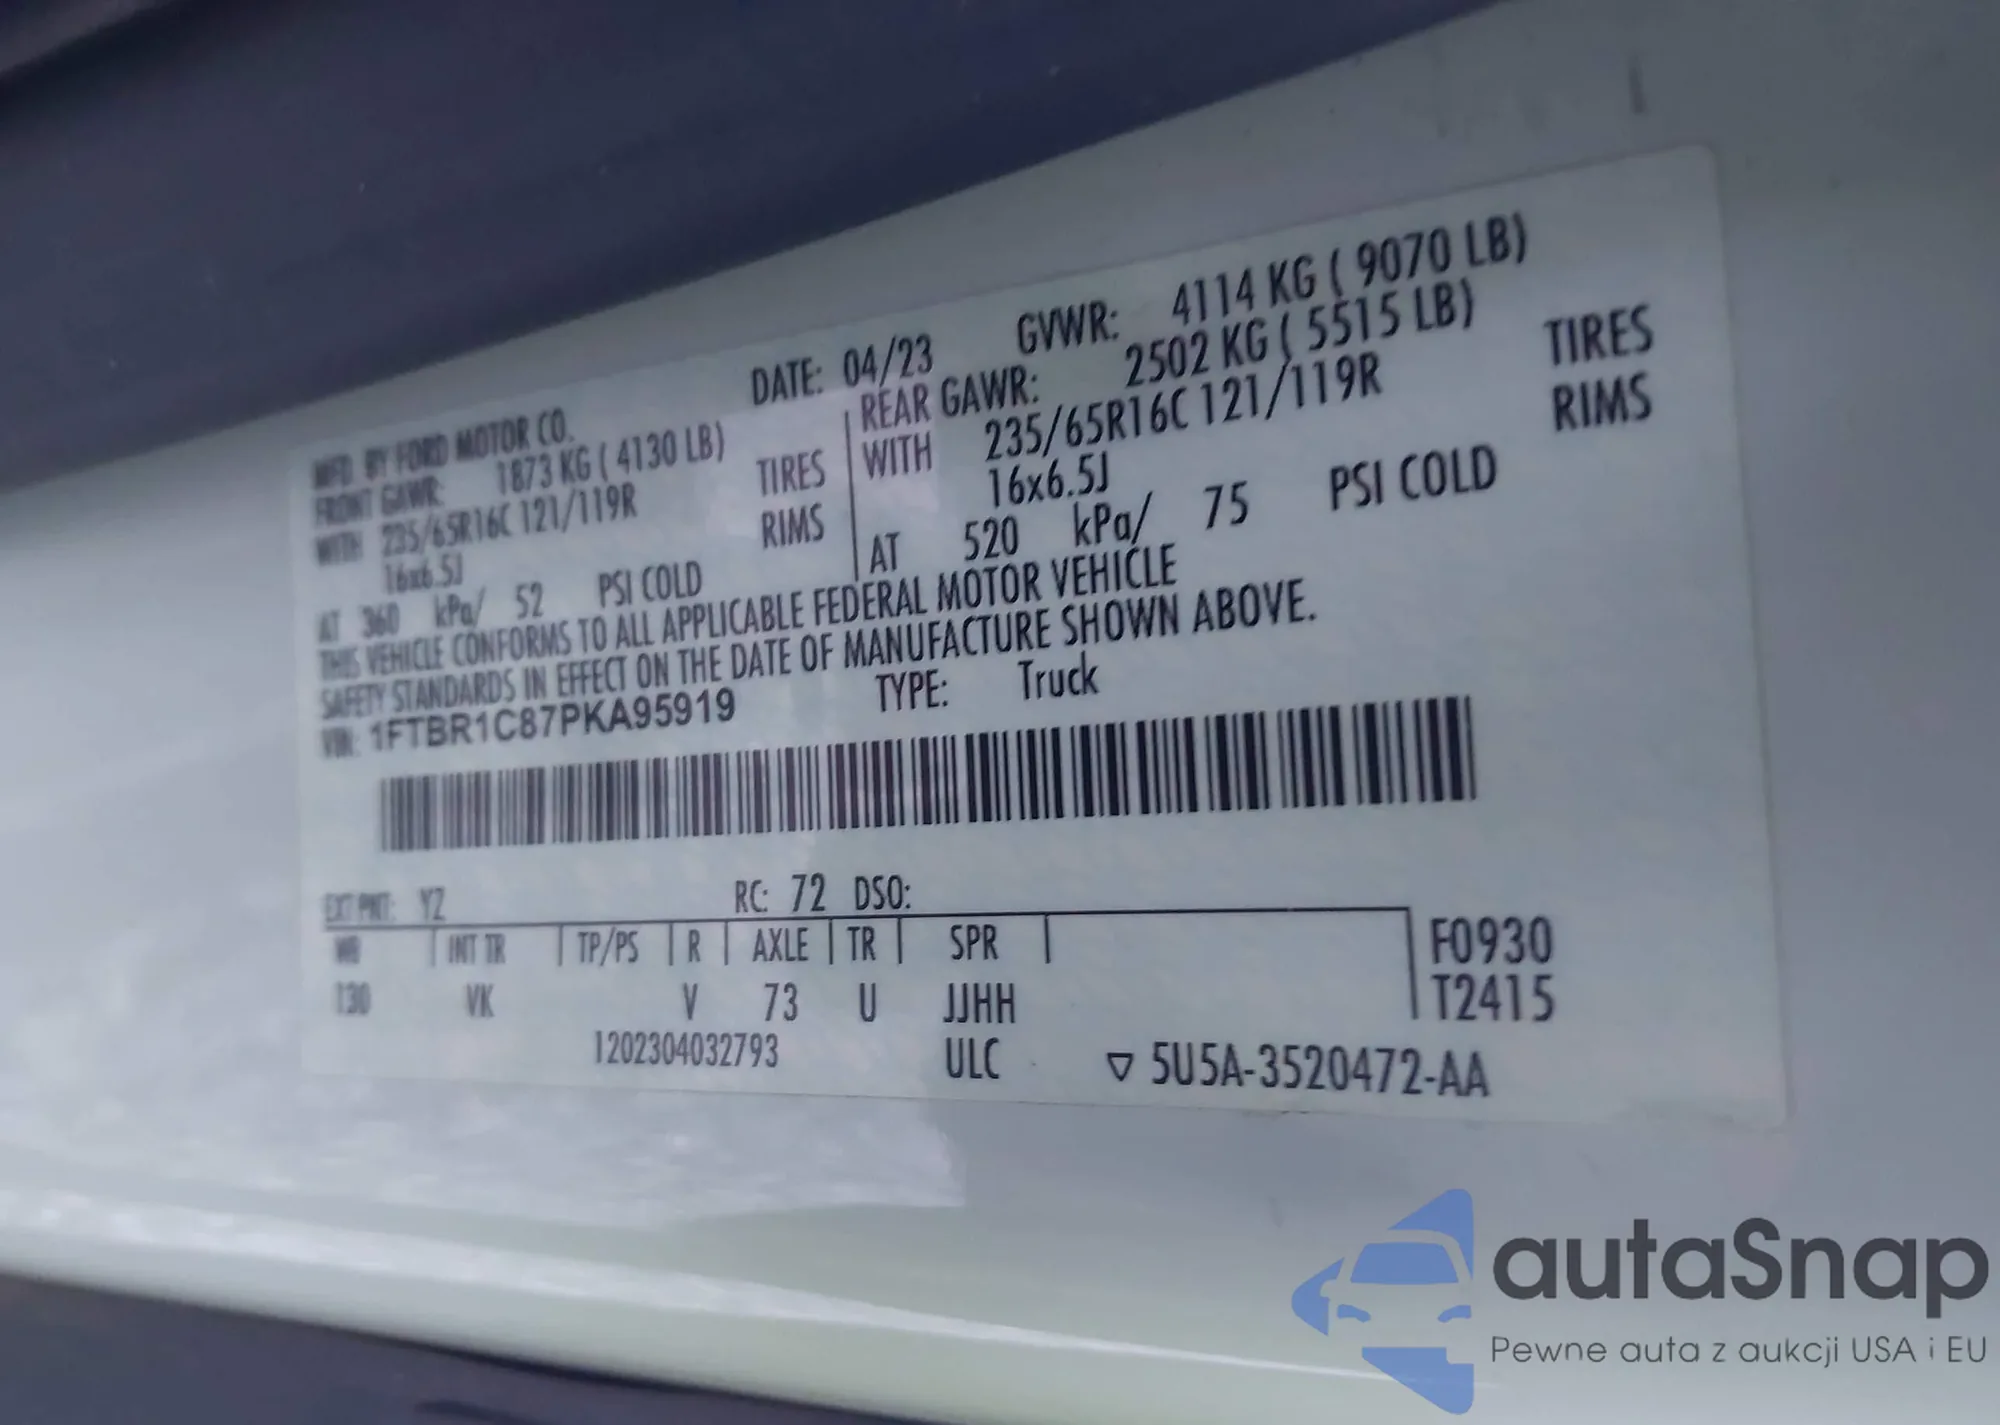 MFD. BY FORD MOTOR CO.
DATE: 04/23
GVWR: 4114 KG ( 9070 LB)
FRONT GAWR: 1873 KG ( 4130 LB)
WITH 235/65R16C 121/119R TIRES
16x6.5J RIMS
AT 360 kPa/ 52 PSI COLD
REAR GAWR: 2502 KG ( 5515 LB)
WITH 235/65R16C 121/119R TIRES
16x6.5J RIMS
AT 520 kPa/ 75 PSI COLD
THIS VEHICLE CONFORMS TO ALL APPLICABLE FEDERAL MOTOR VEHICLE
SAFETY STANDARDS IN EFFECT ON THE DATE OF MANUFACTURE SHOWN ABOVE.
VIN: 1FTBR1C87PKA95919 TYPE: Truck
EXT PNT: YZ RC: 72 DSO:
WB | INT TR | TP/PS | R | AXLE | TR | SPR | F0930
130 VK V 73 U JJHH T2415
1202304032793 ULC ▽ 5U5A-3520472-AA
autaSnap
Pewne auta z aukcji USA i EU